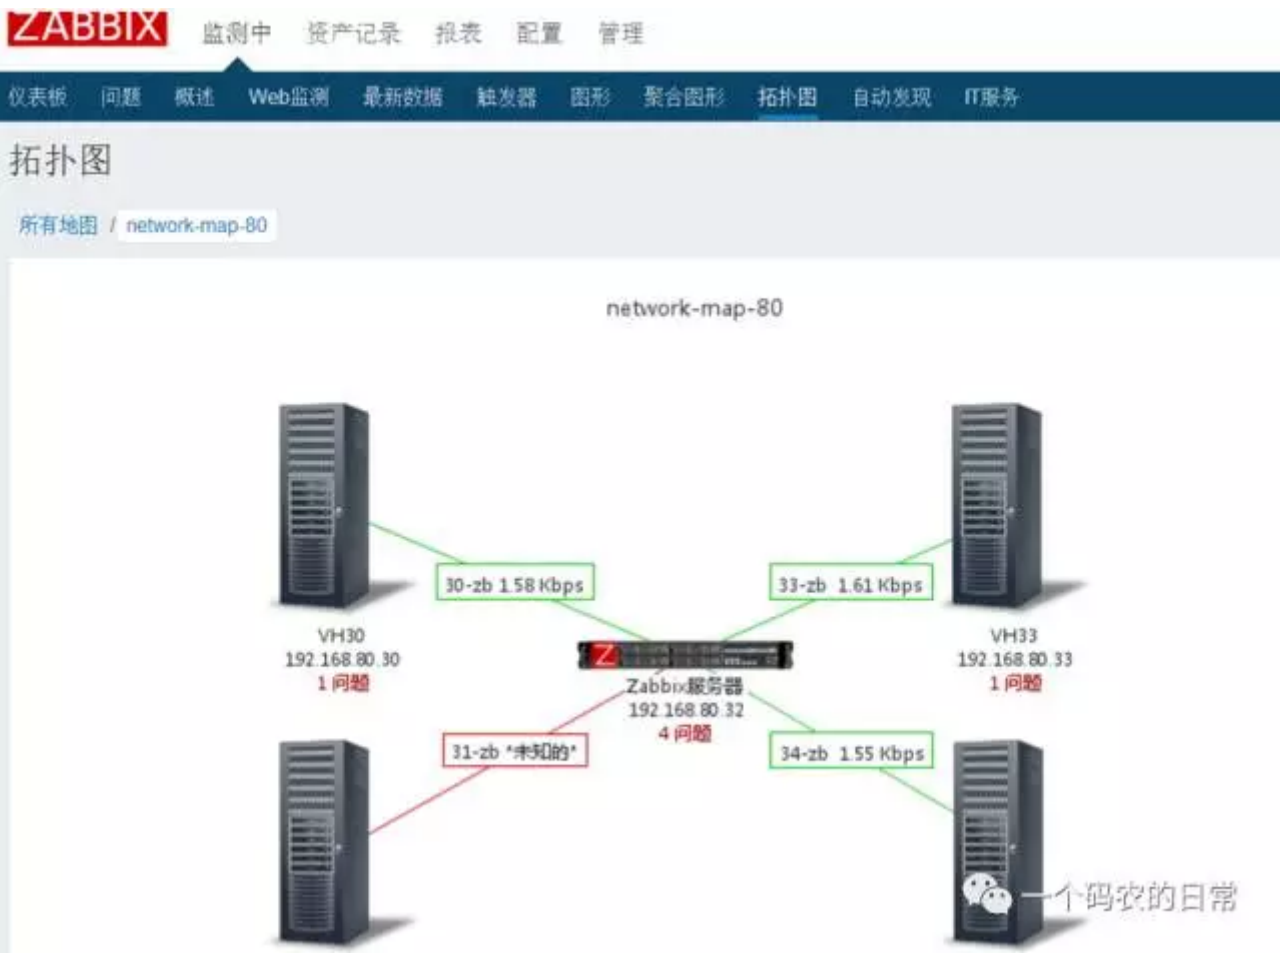 ZABBIX 监测中 资产记录 报表 配置 管理
仪表板 问题 概述 Web监测 最新数据 触发器 图形 聚合图形 拓扑图 自动发现 IT服务
拓扑图
所有地图 / network-map-80
network-map-80
30-zb 1.58 Kbps
33-zb 1.61 Kbps
VH30
192.168.80.30
1 问题
VH33
192.168.80.33
1 问题
Z
Zabbix服务器
192.168.80.32
4 问题
31-zb *未知的*
34-zb 1.55 Kbps
一个码农的日常